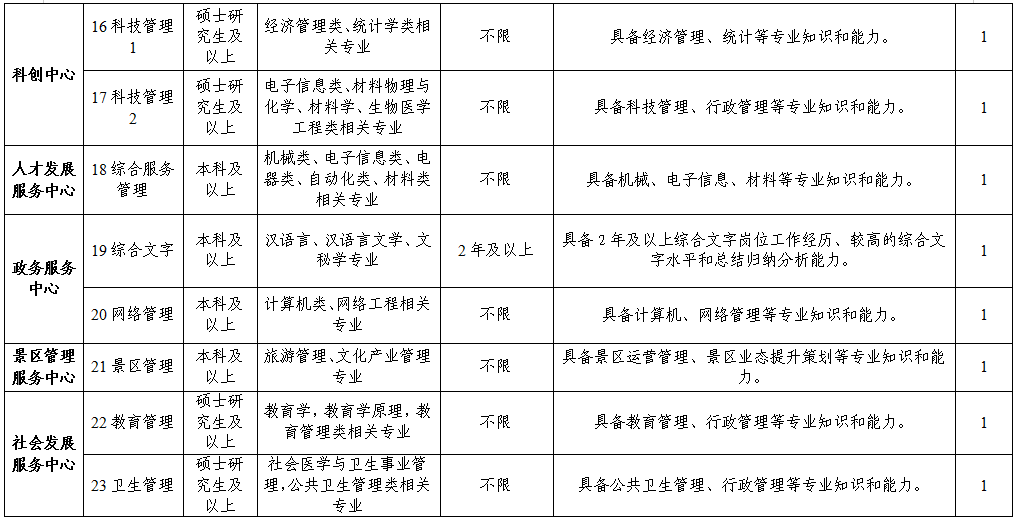 科创中心
16 科技管理
1
硕士研
究生及
以上
经济管理类、统计学类相
关专业
不限
具备经济管理、统计等专业知识和能力。
1
17 科技管理
2
硕士研
究生及
以上
电子信息类、材料物理与
化学、材料学、生物医学
工程类相关专业
不限
具备科技管理、行政管理等专业知识和能力。
1
人才发展
服务中心
18 综合服务
管理
本科及
以上
机械类、电子信息类、电
器类、自动化类、材料类
相关专业
不限
具备机械、电子信息、材料等专业知识和能力。
1
政务服务
中心
19 综合文字
本科及
以上
汉语言、汉语言文学、文
秘学专业
2 年及以上
具备 2 年及以上综合文字岗位工作经历、较高的综合文
字水平和总结归纳分析能力。
1
20 网络管理
本科及
以上
计算机类、网络工程相关
专业
不限
具备计算机、网络管理等专业知识和能力。
1
景区管理
服务中心
21 景区管理
本科及
以上
旅游管理、文化产业管理
专业
不限
具备景区运营管理、景区业态提升策划等专业知识和能
力。
1
社会发展
服务中心
22 教育管理
硕士研
究生及
以上
教育学，教育学原理，教
育管理类相关专业
不限
具备教育管理、行政管理等专业知识和能力。
1
23 卫生管理
硕士研
究生及
以上
社会医学与卫生事业管
理，公共卫生管理类相关
专业
不限
具备公共卫生管理、行政管理等专业知识和能力。
1